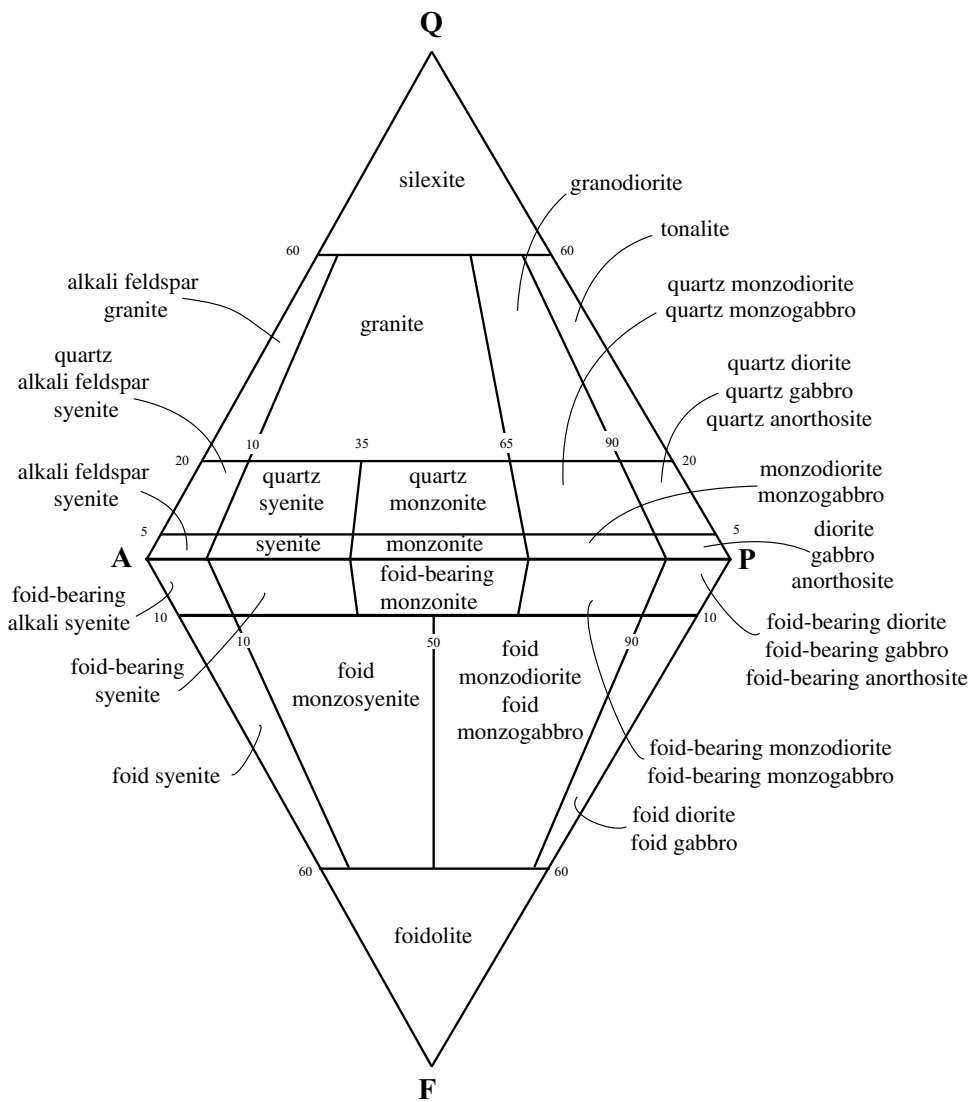 Q
silexite
granodiorite
tonalite
60
60
alkali feldspar
granite
granite
quartz monzodiorite
quartz monzogabbro
quartz
alkali feldspar
syenite
quartz diorite
quartz gabbro
quartz anorthosite
10
35
65
90
20
20
alkali feldspar
syenite
quartz
syenite
quartz
monzonite
monzodiorite
monzogabbro
5
5
syenite
monzonite
diorite
gabbro
anorthosite
A
P
foid-bearing
alkali syenite
foid-bearing
monzonite
10
10
foid-bearing diorite
foid-bearing gabbro
foid-bearing anorthosite
10
50
90
foid-bearing
syenite
foid
monzosyenite
foid
monzodiorite
foid
monzogabbro
foid-bearing monzodiorite
foid-bearing monzogabbro
foid syenite
foid diorite
foid gabbro
60
60
foidolite
F